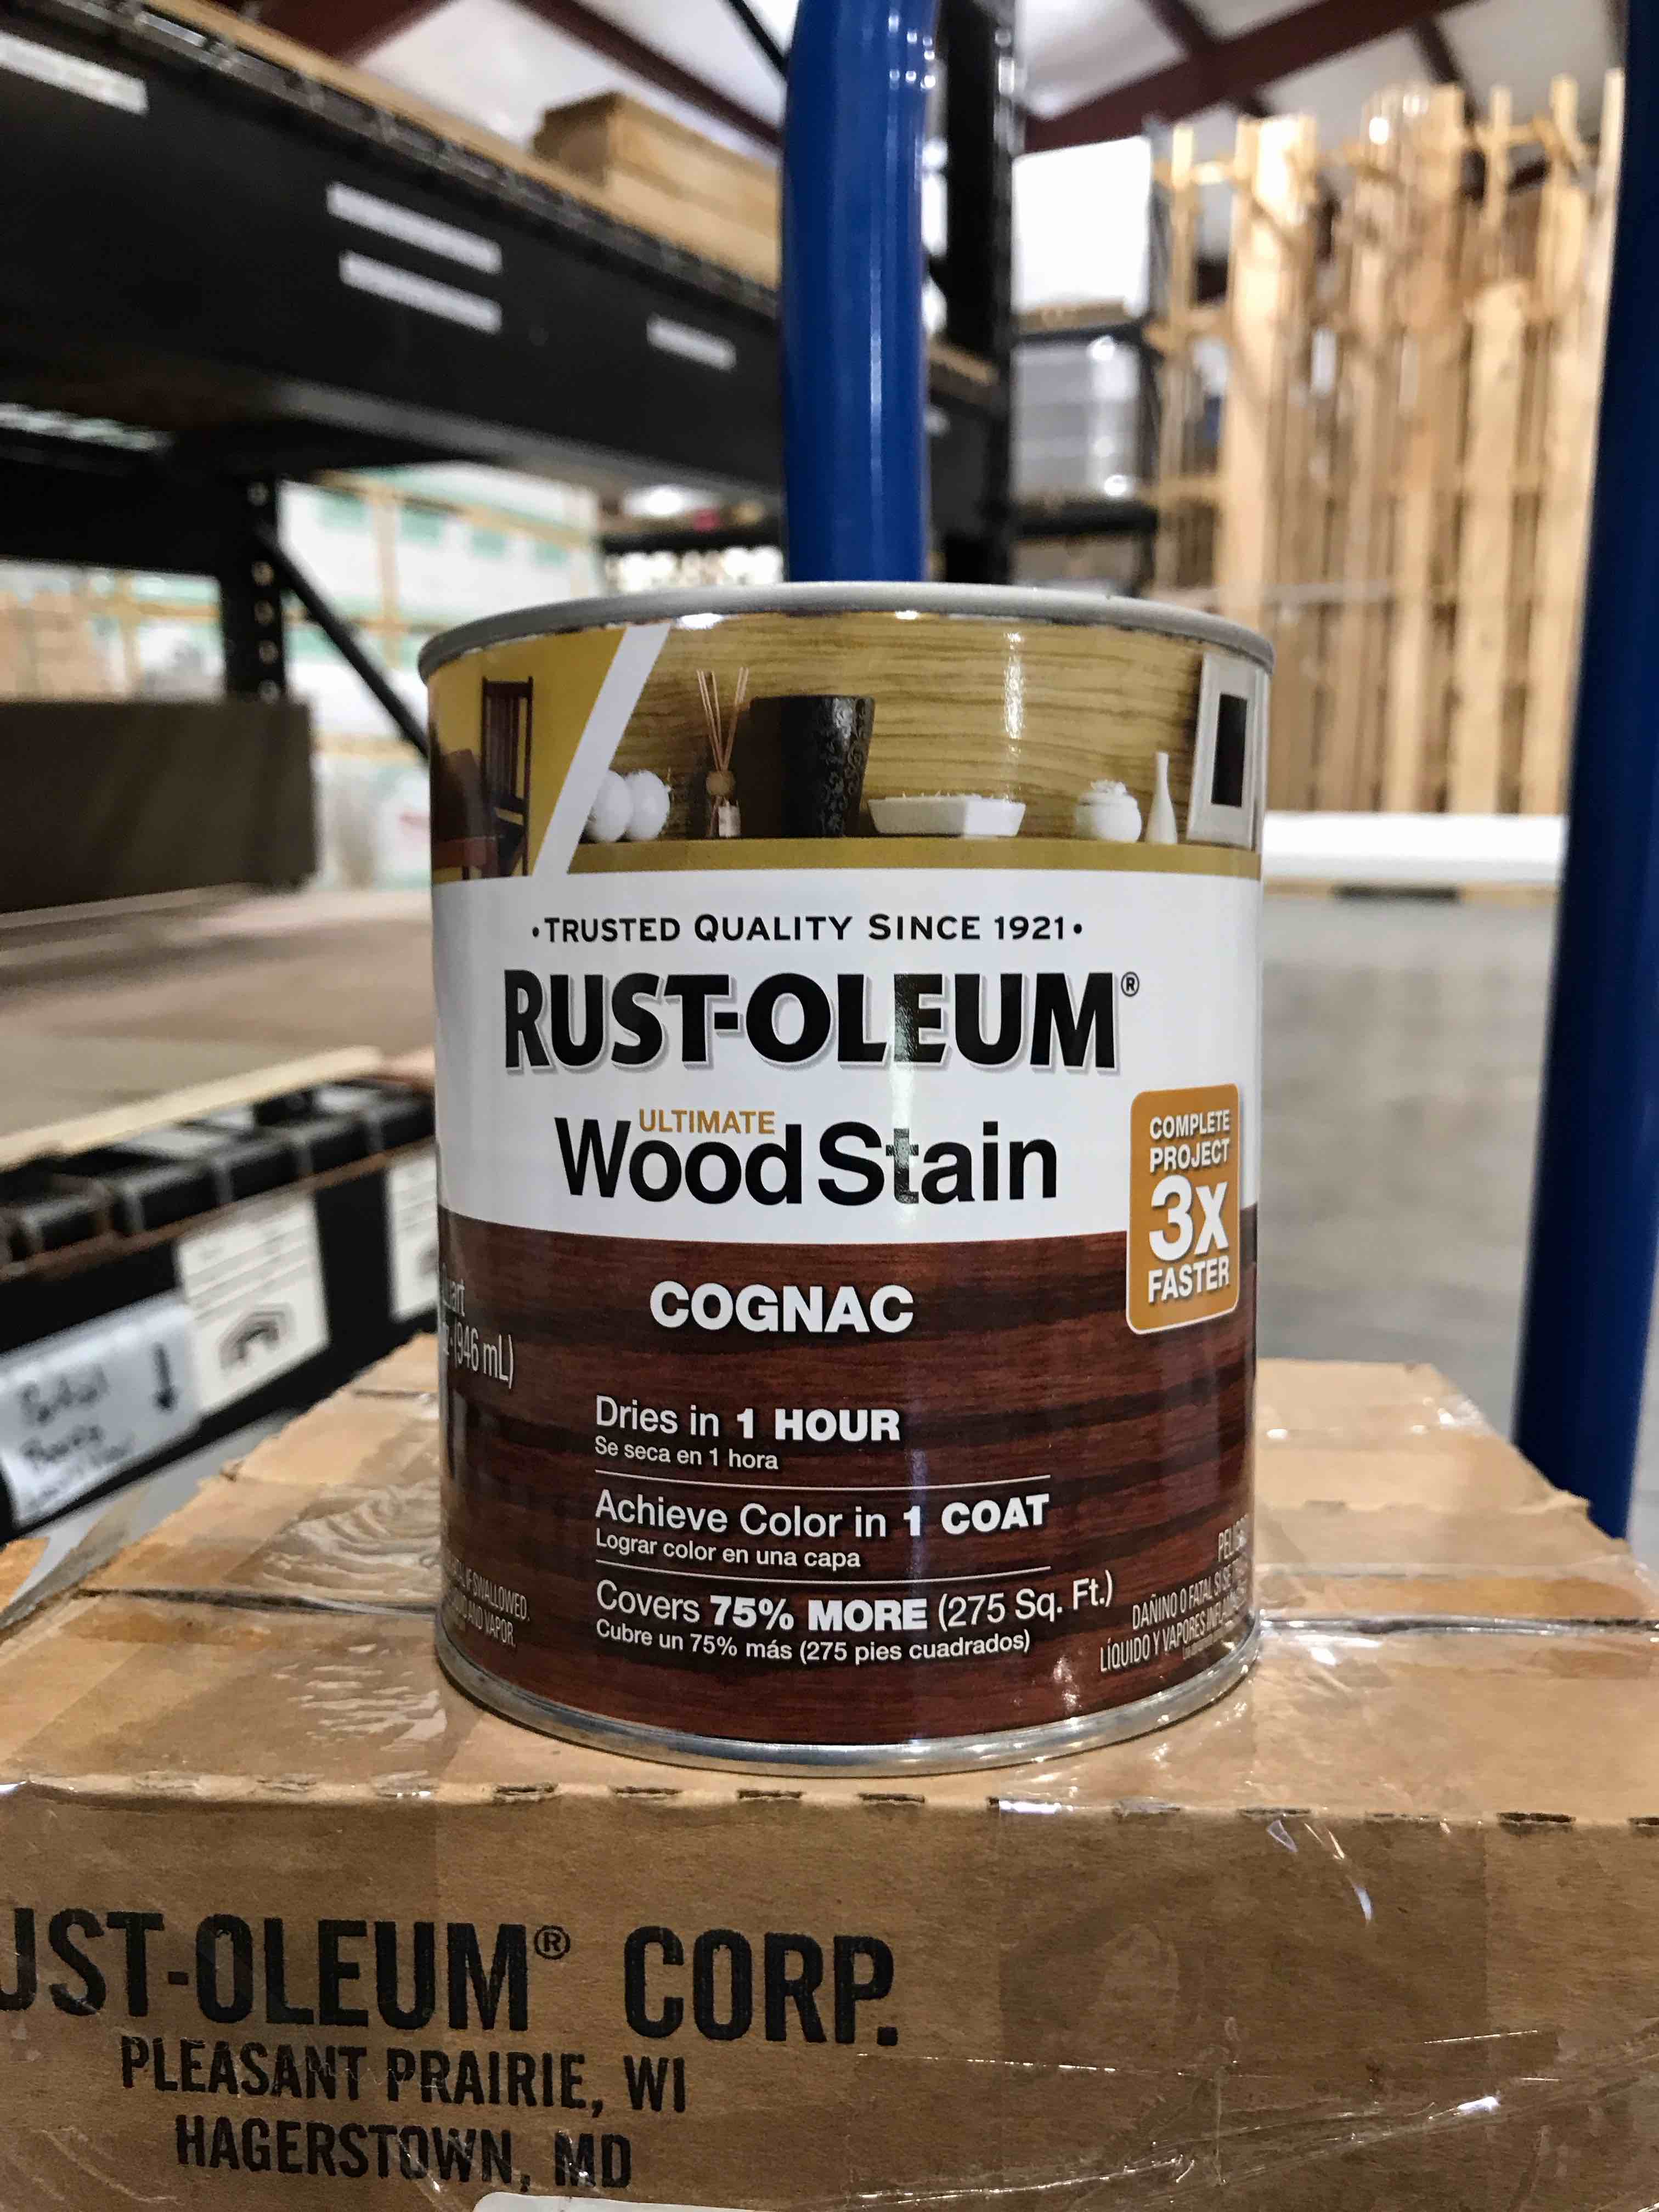 •TRUSTED QUALITY SINCE 1921•
RUST-OLEUM®
ULTIMATE
Wood Stain
COMPLETE
PROJECT
3X
FASTER
COGNAC
(946 mL)
Dries in 1 HOUR
Se seca en 1 hora
Achieve Color in 1 COAT
Lograr color en una capa
Covers 75% MORE (275 Sq. Ft.)
Cubre un 75% más (275 pies cuadrados)
IF SWALLOWED.
AND VAPOR.
DAÑINO O FATAL SI SE
LÍQUIDO Y VAPORES
UST-OLEUM® CORP.
PLEASANT PRAIRIE, WI
HAGERSTOWN, MD